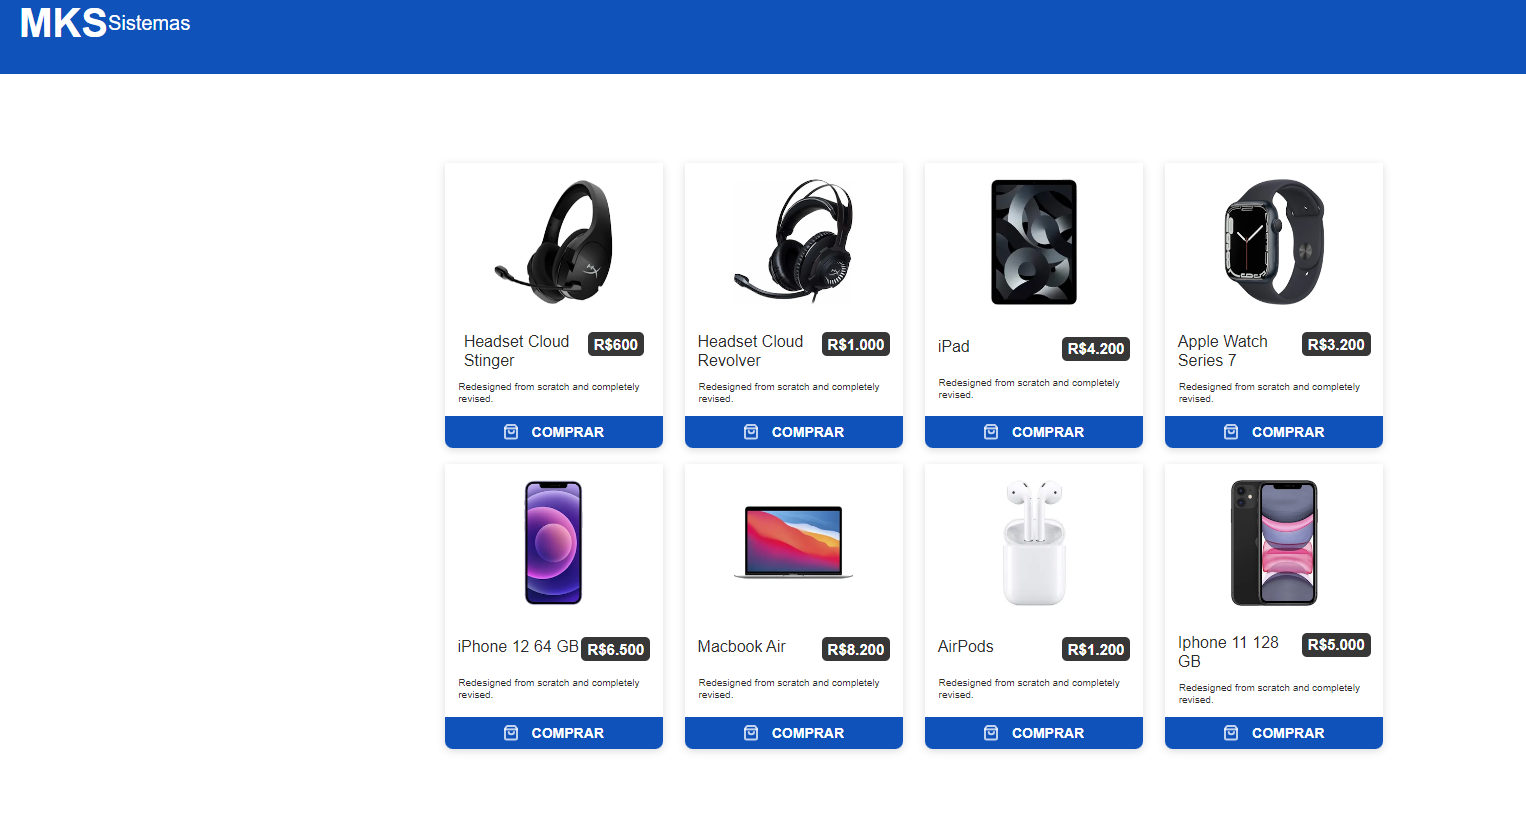 MKSSistemas
Headset Cloud
Stinger
R$600
Redesigned from scratch and completely
revised.
COMPRAR
Headset Cloud
Revolver
R$1.000
Redesigned from scratch and completely
revised.
COMPRAR
iPad
R$4.200
Redesigned from scratch and completely
revised.
COMPRAR
Apple Watch
Series 7
R$3.200
Redesigned from scratch and completely
revised.
COMPRAR
iPhone 12 64 GB
R$6.500
Redesigned from scratch and completely
revised.
COMPRAR
Macbook Air
R$8.200
Redesigned from scratch and completely
revised.
COMPRAR
AirPods
R$1.200
Redesigned from scratch and completely
revised.
COMPRAR
Iphone 11 128
GB
R$5.000
Redesigned from scratch and completely
revised.
COMPRAR